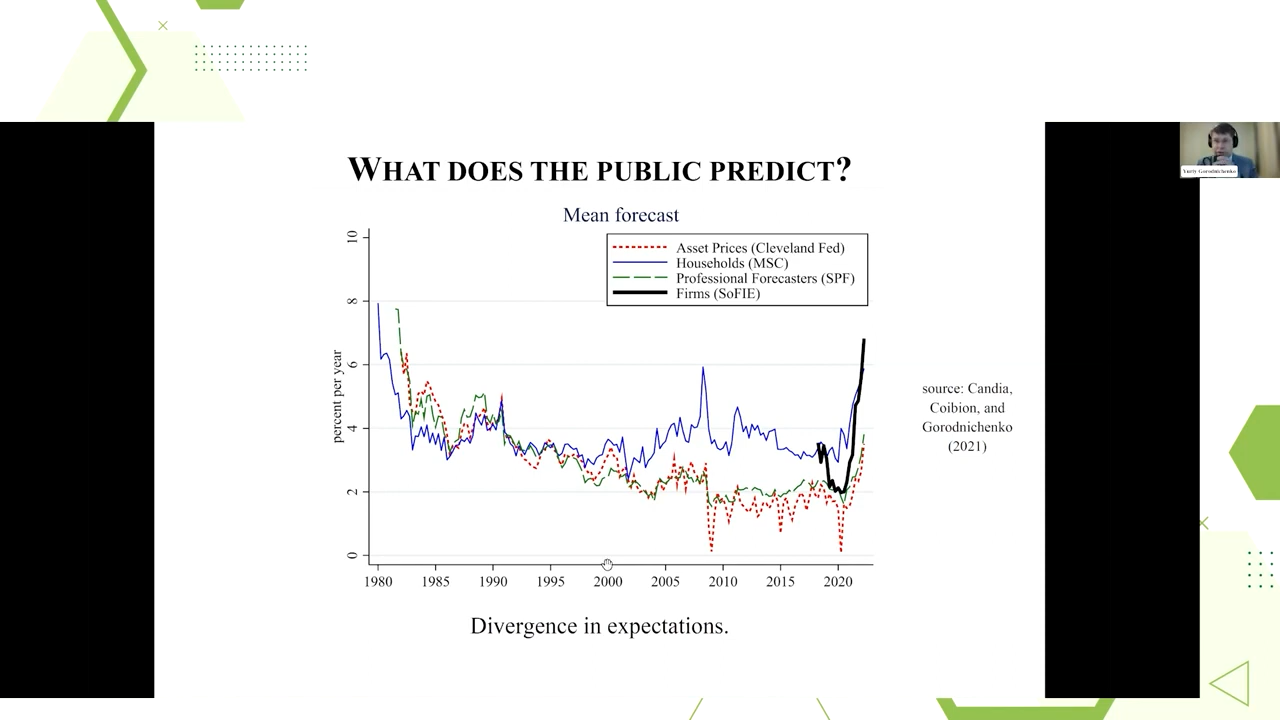 WHAT DOES THE PUBLIC PREDICT?
Yuriy Gorodnichenko
Mean forecast
Asset Prices (Cleveland Fed)
Households (MSC)
Professional Forecasters (SPF)
Firms (SoFIE)
percent per year
10
8
6
4
2
0
1980 1985 1990 1995 2000 2005 2010 2015 2020
source: Candia,
Coibion, and
Gorodnichenko
(2021)
Divergence in expectations.